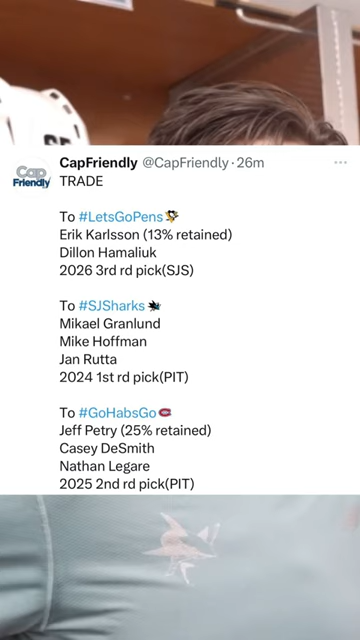 Cap
Friendly
CapFriendly @CapFriendly · 26m
TRADE
To #LetsGoPens
Erik Karlsson (13% retained)
Dillon Hamaliuk
2026 3rd rd pick(SJS)
To #SJSharks
Mikael Granlund
Mike Hoffman
Jan Rutta
2024 1st rd pick(PIT)
To #GoHabsGo
Jeff Petry (25% retained)
Casey DeSmith
Nathan Legare
2025 2nd rd pick(PIT)